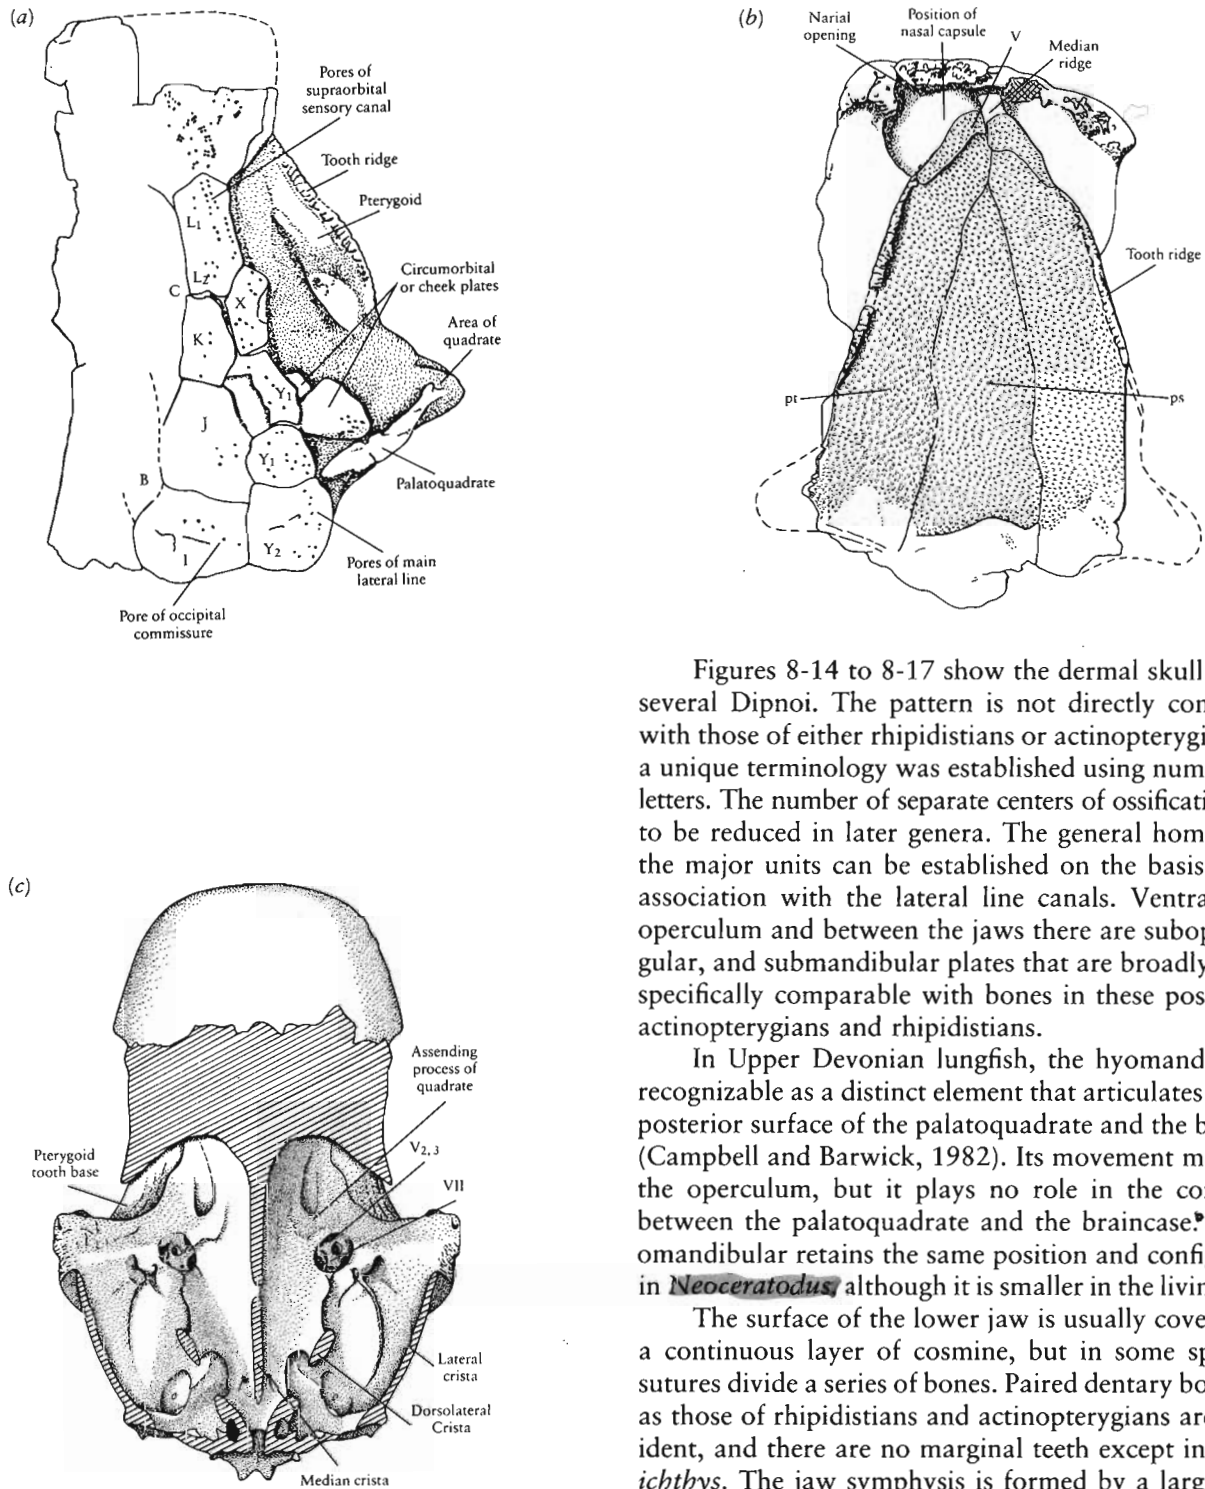 (a)
Pores of
supraorbital
sensory canal
Tooth ridge
Pterygoid
Circumorbital
or cheek plates
Area of
quadrate
L1
L2
C
X
K
Y1
J
Y1
B
Palatoquadrate
I
Y2
Pores of main
lateral line
Pore of occipital
commissure
(b)
Narial
opening
Position of
nasal capsule
V
Median
ridge
Tooth ridge
pt
ps
(c)
Assending
process of
quadrate
V2, 3
VII
Pterygoid
tooth base
Lateral
crista
Dorsolateral
Crista
Median crista
Figures 8-14 to 8-17 show the dermal skull
several Dipnoi. The pattern is not directly con
with those of either rhipidistians or actinopterygi
a unique terminology was established using num
letters. The number of separate centers of ossificati
to be reduced in later genera. The general hom
the major units can be established on the basis
association with the lateral line canals. Ventra
operculum and between the jaws there are subop
gular, and submandibular plates that are broadly
specifically comparable with bones in these pos
actinopterygians and rhipidistians.
In Upper Devonian lungfish, the hyomand
recognizable as a distinct element that articulates
posterior surface of the palatoquadrate and the b
(Campbell and Barwick, 1982). Its movement m
the operculum, but it plays no role in the co
between the palatoquadrate and the braincase.
omandibular retains the same position and confi
in Neoceratodus, although it is smaller in the livin
The surface of the lower jaw is usually cove
a continuous layer of cosmine, but in some sp
sutures divide a series of bones. Paired dentary bo
as those of rhipidistians and actinopterygians ar
ident, and there are no marginal teeth except in
ichthys. The jaw symphysis is formed by a larg